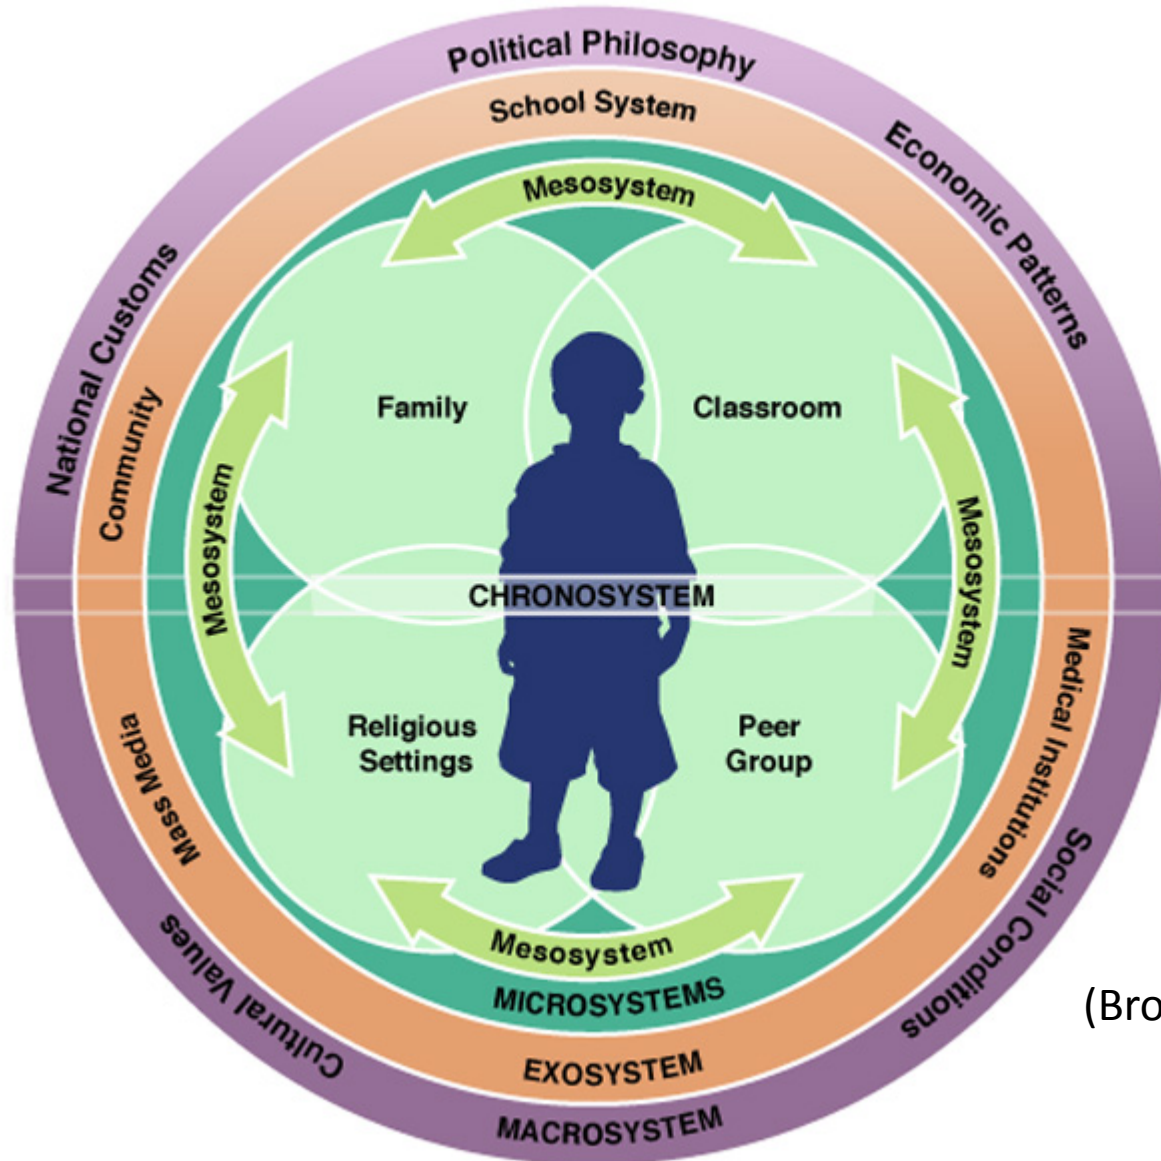 Political Philosophy
School System
Economic Patterns
Mesosystem
National Customs
Family
Classroom
Community
Mesosystem
Mesosystem
CHRONOSYSTEM
Medical Institutions
Religious
Settings
Peer
Group
Mass Media
Social Conditions
Cultural Values
Mesosystem
MICROSYSTEMS
(Bro
EXOSYSTEM
MACROSYSTEM